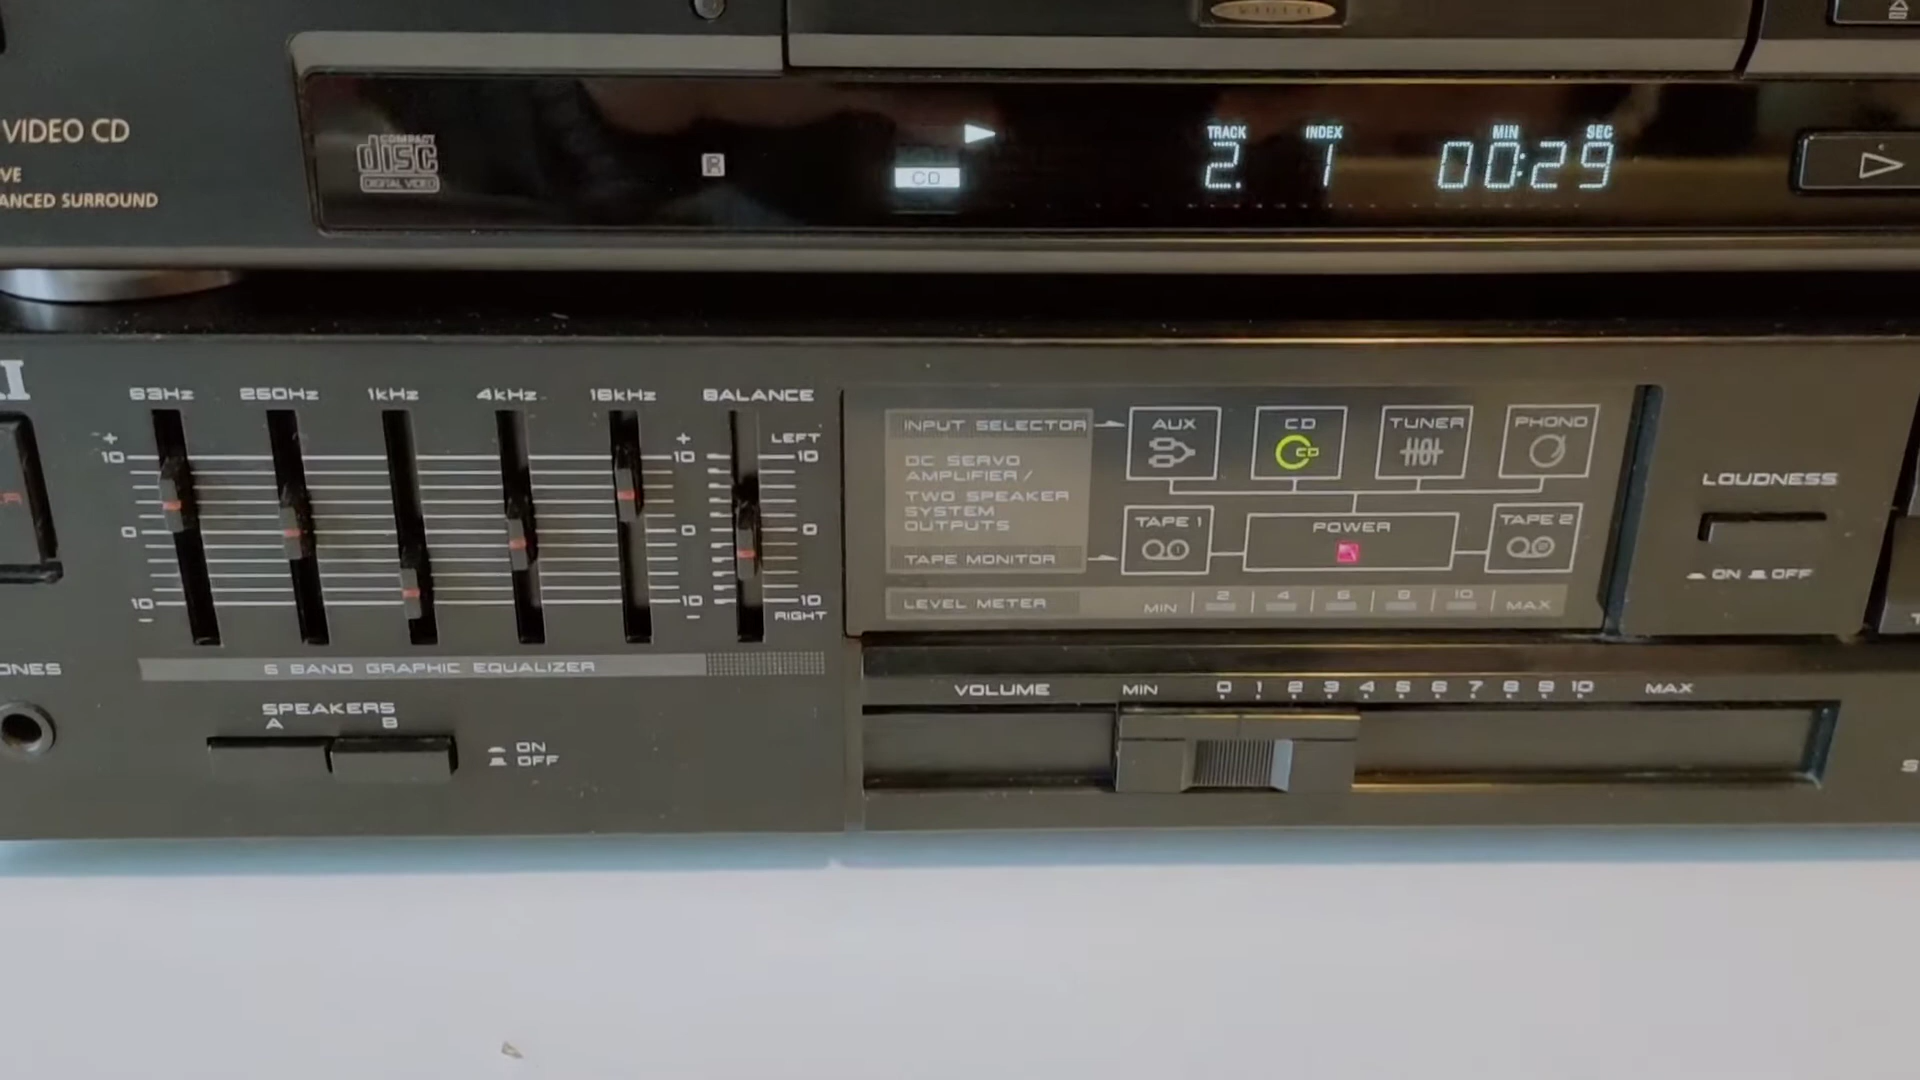 VIDEO
VIDEO CD
ANCED SURROUND
COMPACT
disc
DIGITAL VIDEO
R
CD
TRACK INDEX MIN SEC
2. 1 00:29
63Hz 250Hz 1kHz 4kHz 16kHz BALANCE
+ + LEFT
10 10 10
0 0 0
10 10 10
- - RIGHT
5 BAND GRAPHIC EQUALIZER
SPEAKERS
A B
ON
OFF
INPUT SELECTOR
DC SERVO
AMPLIFIER/
TWO SPEAKER
SYSTEM
OUTPUTS
TAPE MONITOR
LEVEL METER
AUX CD TUNER PHONO
CD
TAPE 1 POWER TAPE 2
MIN 2 4 6 8 10 MAX
LOUDNESS
ON OFF
VOLUME MIN 0 1 2 3 4 5 6 7 8 9 10 MAX